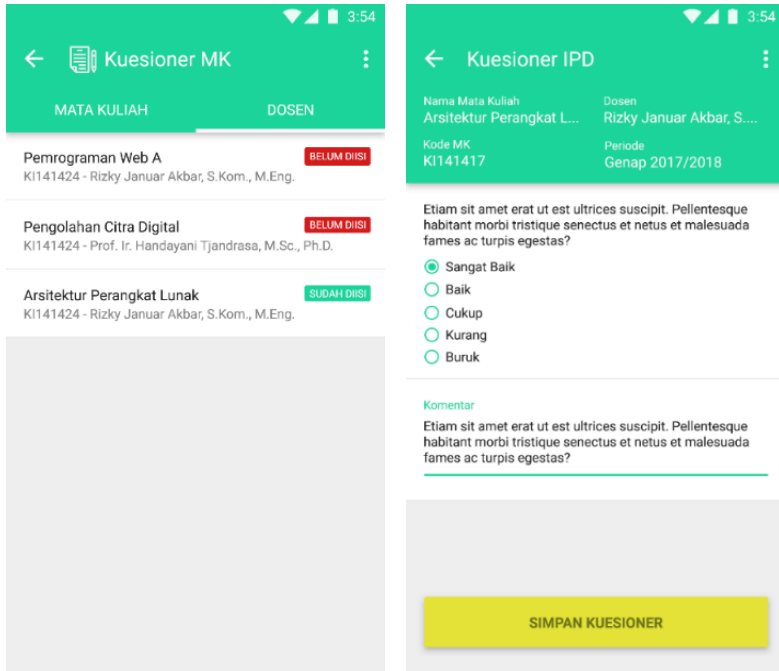 3:54
Kuesioner MK
MATA KULIAH
DOSEN
Pemrograman Web A
BELUM DIISI
KI141424 - Rizky Januar Akbar, S.Kom., M.Eng.
Pengolahan Citra Digital
BELUM DIISI
KI141424 - Prof. Ir. Handayani Tjandrasa, M.Sc., Ph.D.
Arsitektur Perangkat Lunak
SUDAH DIISI
KI141424 - Rizky Januar Akbar, S.Kom., M.Eng.
3:54
Kuesioner IPD
Nama Mata Kuliah
Arsitektur Perangkat L...
Dosen
Rizky Januar Akbar, S....
Kode MK
KI141417
Periode
Genap 2017/2018
Etiam sit amet erat ut est ultrices suscipit. Pellentesque
habitant morbi tristique senectus et netus et malesuada
fames ac turpis egestas?
Sangat Baik
Baik
Cukup
Kurang
Buruk
Komentar
Etiam sit amet erat ut est ultrices suscipit. Pellentesque
habitant morbi tristique senectus et netus et malesuada
fames ac turpis egestas?
SIMPAN KUESIONER